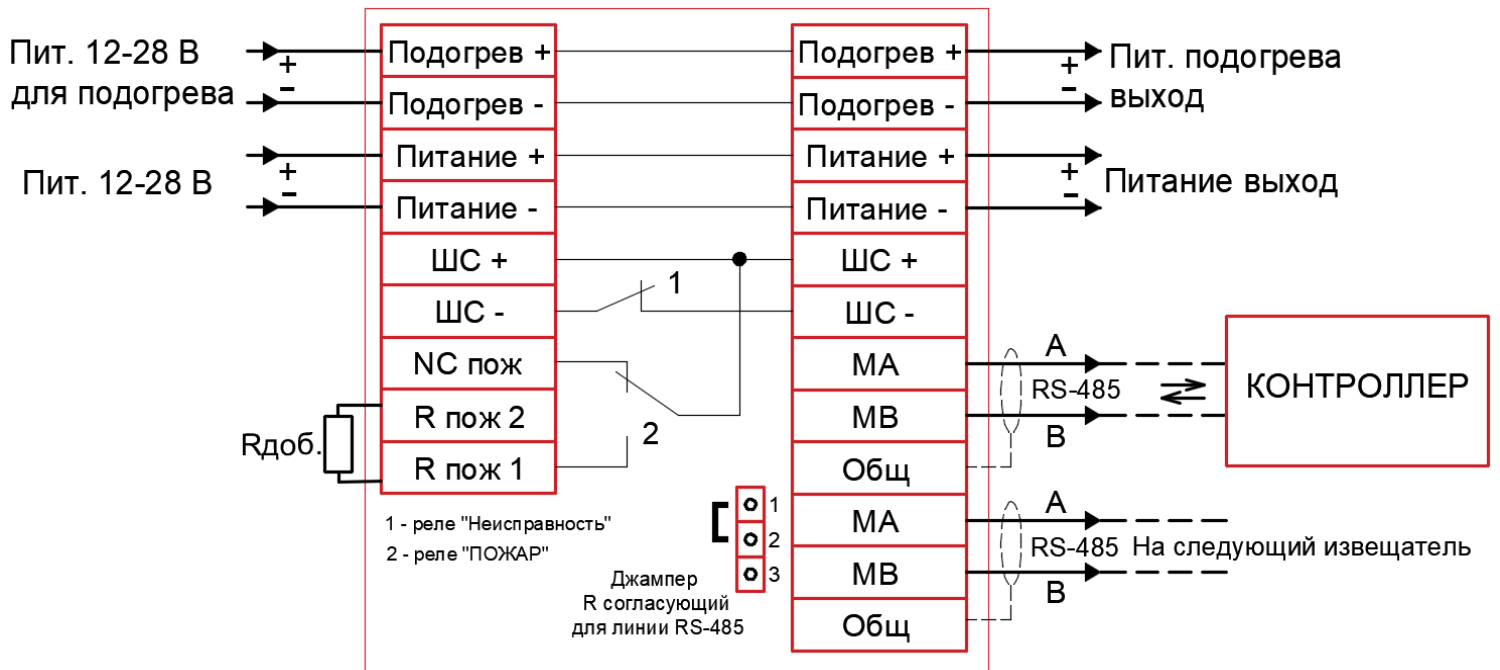 Пит. 12-28 В
для подогрева
+
-
Пит. 12-28 В
+
-
Rдоб.
Подогрев +
Подогрев -
Питание +
Питание -
ШС +
ШС -
NC пож
R пож 2
R пож 1
1
2
1 - реле "Неисправность"
2 - реле "ПОЖАР"
1
2
3
Джампер
R согласующий
для линии RS-485
Подогрев +
Подогрев -
Питание +
Питание -
ШС +
ШС -
МА
МВ
Общ
МА
МВ
Общ
+
-
Пит. подогрева
выход
+
-
Питание выход
А
RS-485
В
КОНТРОЛЛЕР
А
RS-485 На следующий извещатель
В